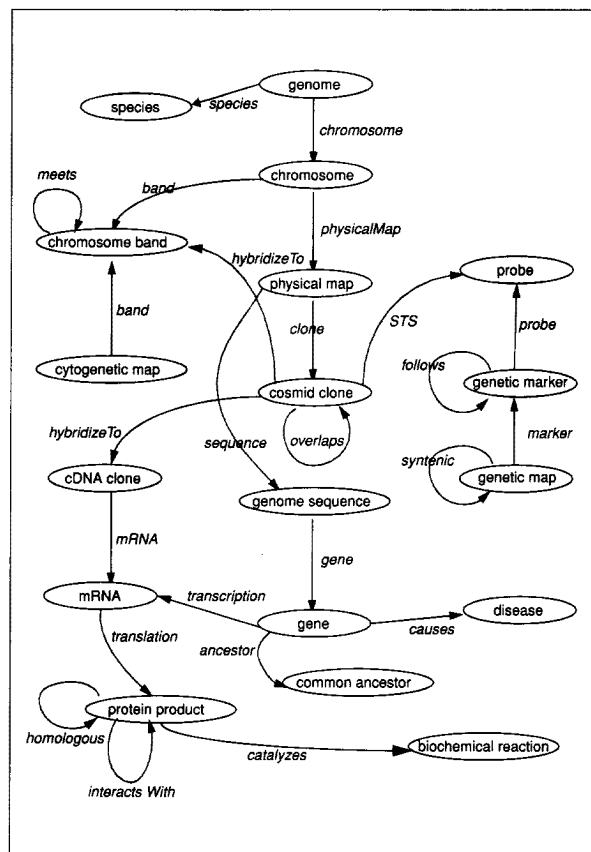 genome
species
species
chromosome
meets
band
chromosome
chromosome band
hybridizeTo
physicalMap
physical map
probe
band
clone
STS
probe
cytogenetic map
cosmid clone
follows
genetic marker
hybridizeTo
sequence
overlaps
marker
syntenic
cDNA clone
genome sequence
genetic map
mRNA
gene
mRNA
transcription
gene
disease
causes
translation
ancestor
common ancestor
protein product
homologous
catalyzes
biochemical reaction
interacts With